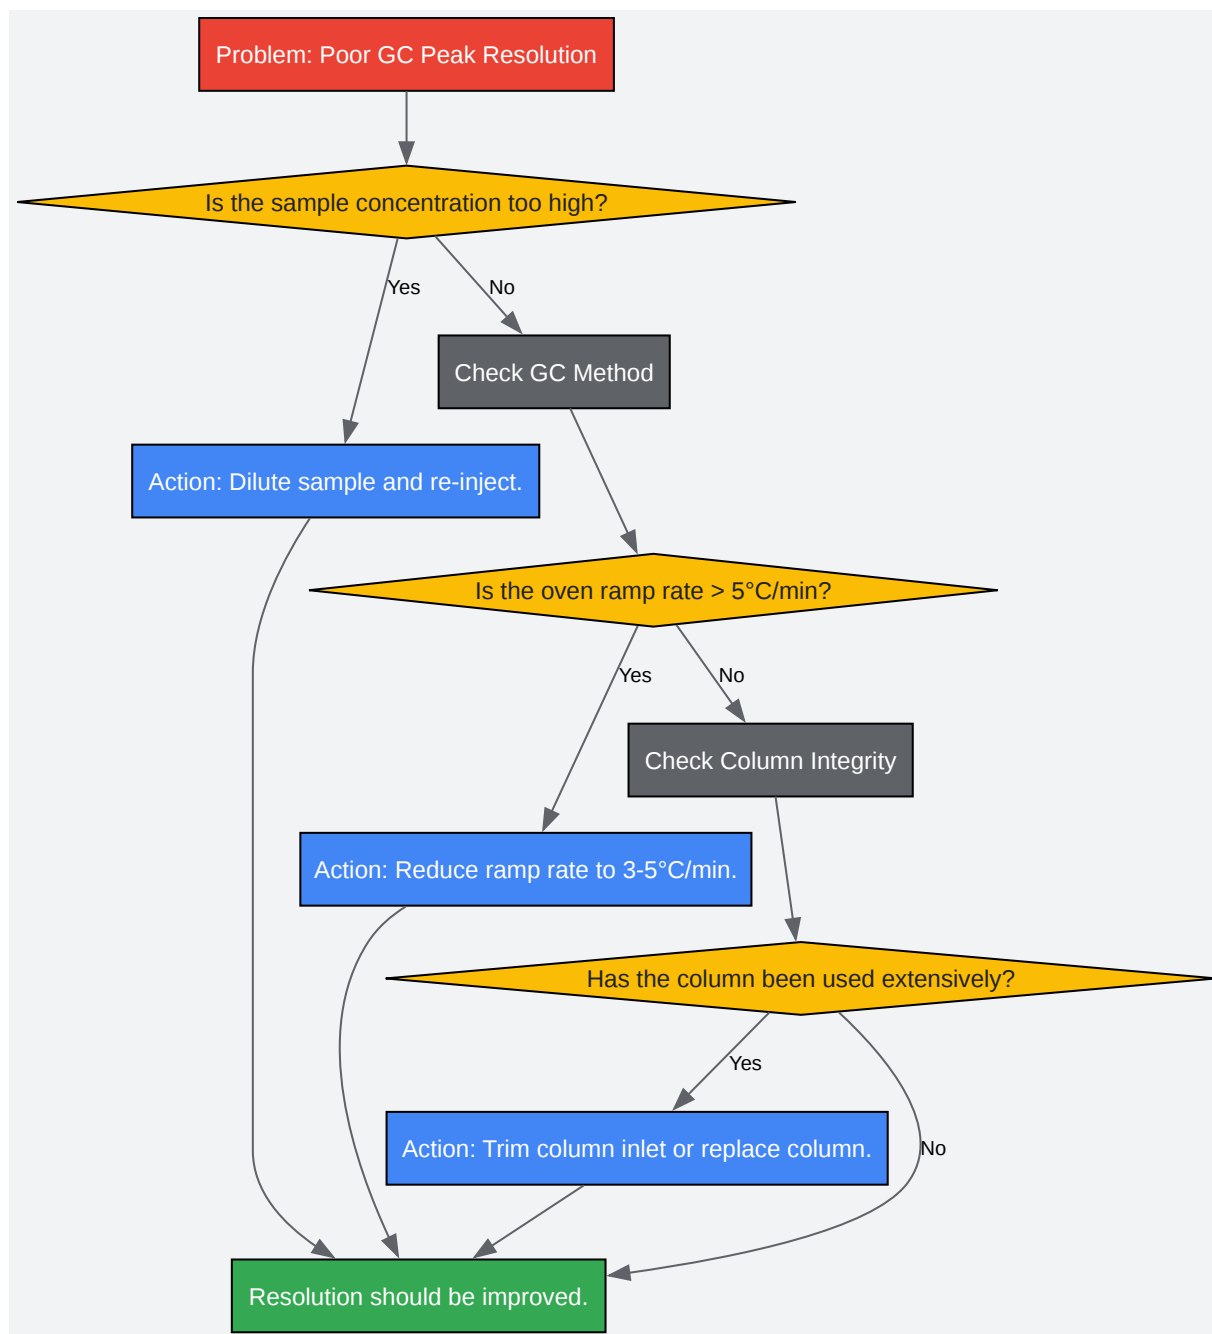 Problem: Poor GC Peak Resolution
Is the sample concentration too high?
Yes
No
Check GC Method
Action: Dilute sample and re-inject.
Is the oven ramp rate > 5°C/min?
Yes
No
Check Column Integrity
Action: Reduce ramp rate to 3-5°C/min.
Has the column been used extensively?
Yes
Action: Trim column inlet or replace column.
No
Resolution should be improved.